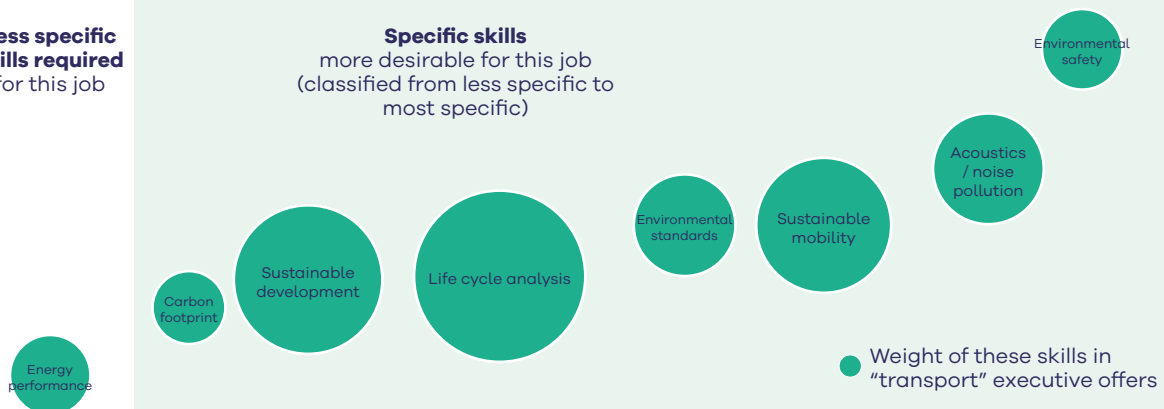 ess specific
ills required
for this job
Specific skills
more desirable for this job
(classified from less specific to
most specific)
Environmental
safety
Acoustics
/ noise
pollution
Environmental
standards
Sustainable
mobility
Sustainable
development
Life cycle analysis
Carbon
footprint
Energy
performance
Weight of these skills in
“transport” executive offers